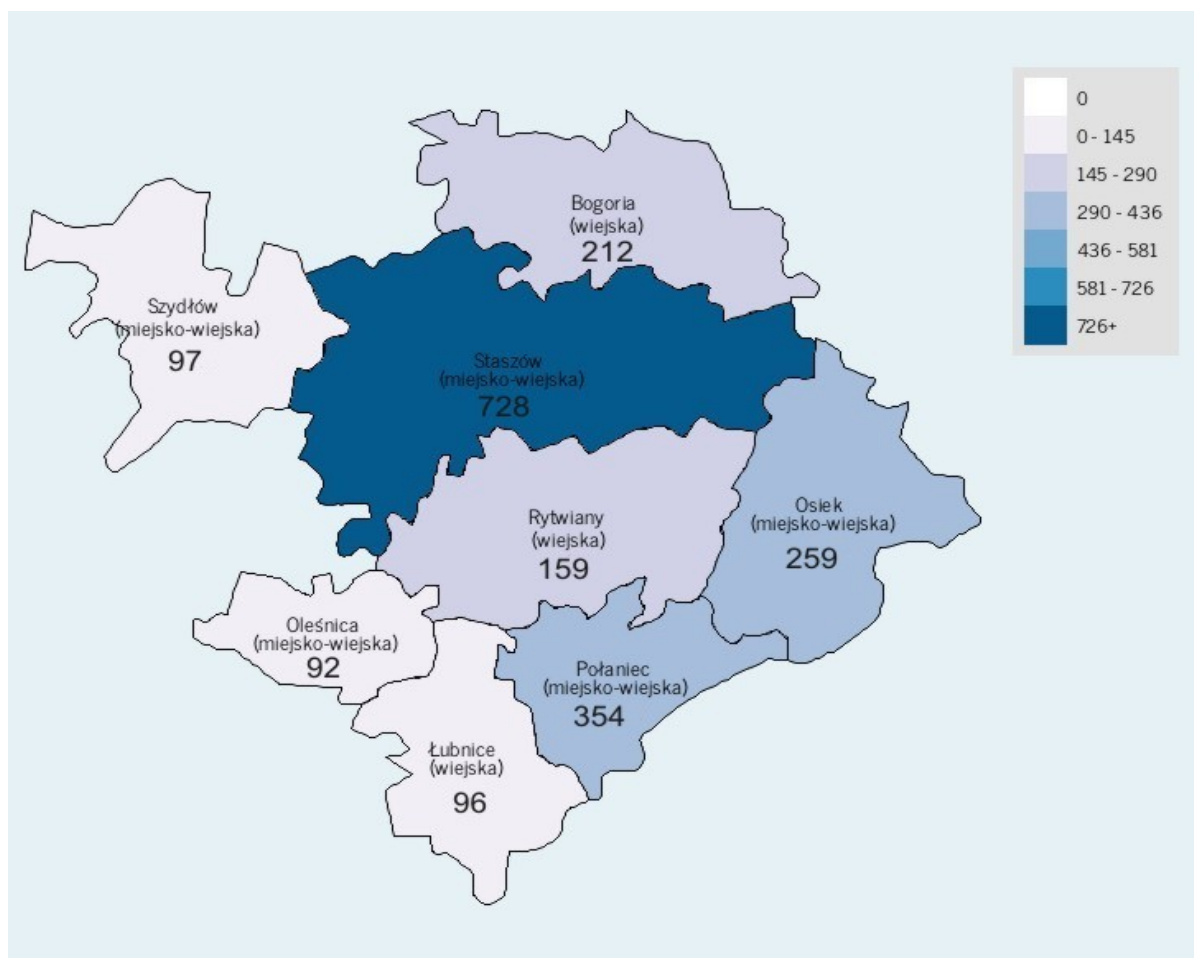 0
0 - 145
145 - 290
290 - 436
436 - 581
581 - 726
726+
Bogoria
(wiejska)
212
Szydłów
(miejsko-wiejska)
97
Staszów
(miejsko-wiejska)
728
Osiek
(miejsko-wiejska)
259
Rytwiany
(wiejska)
159
Oleśnica
(miejsko-wiejska)
92
Połaniec
(miejsko-wiejska)
354
Łubnice
(wiejska)
96